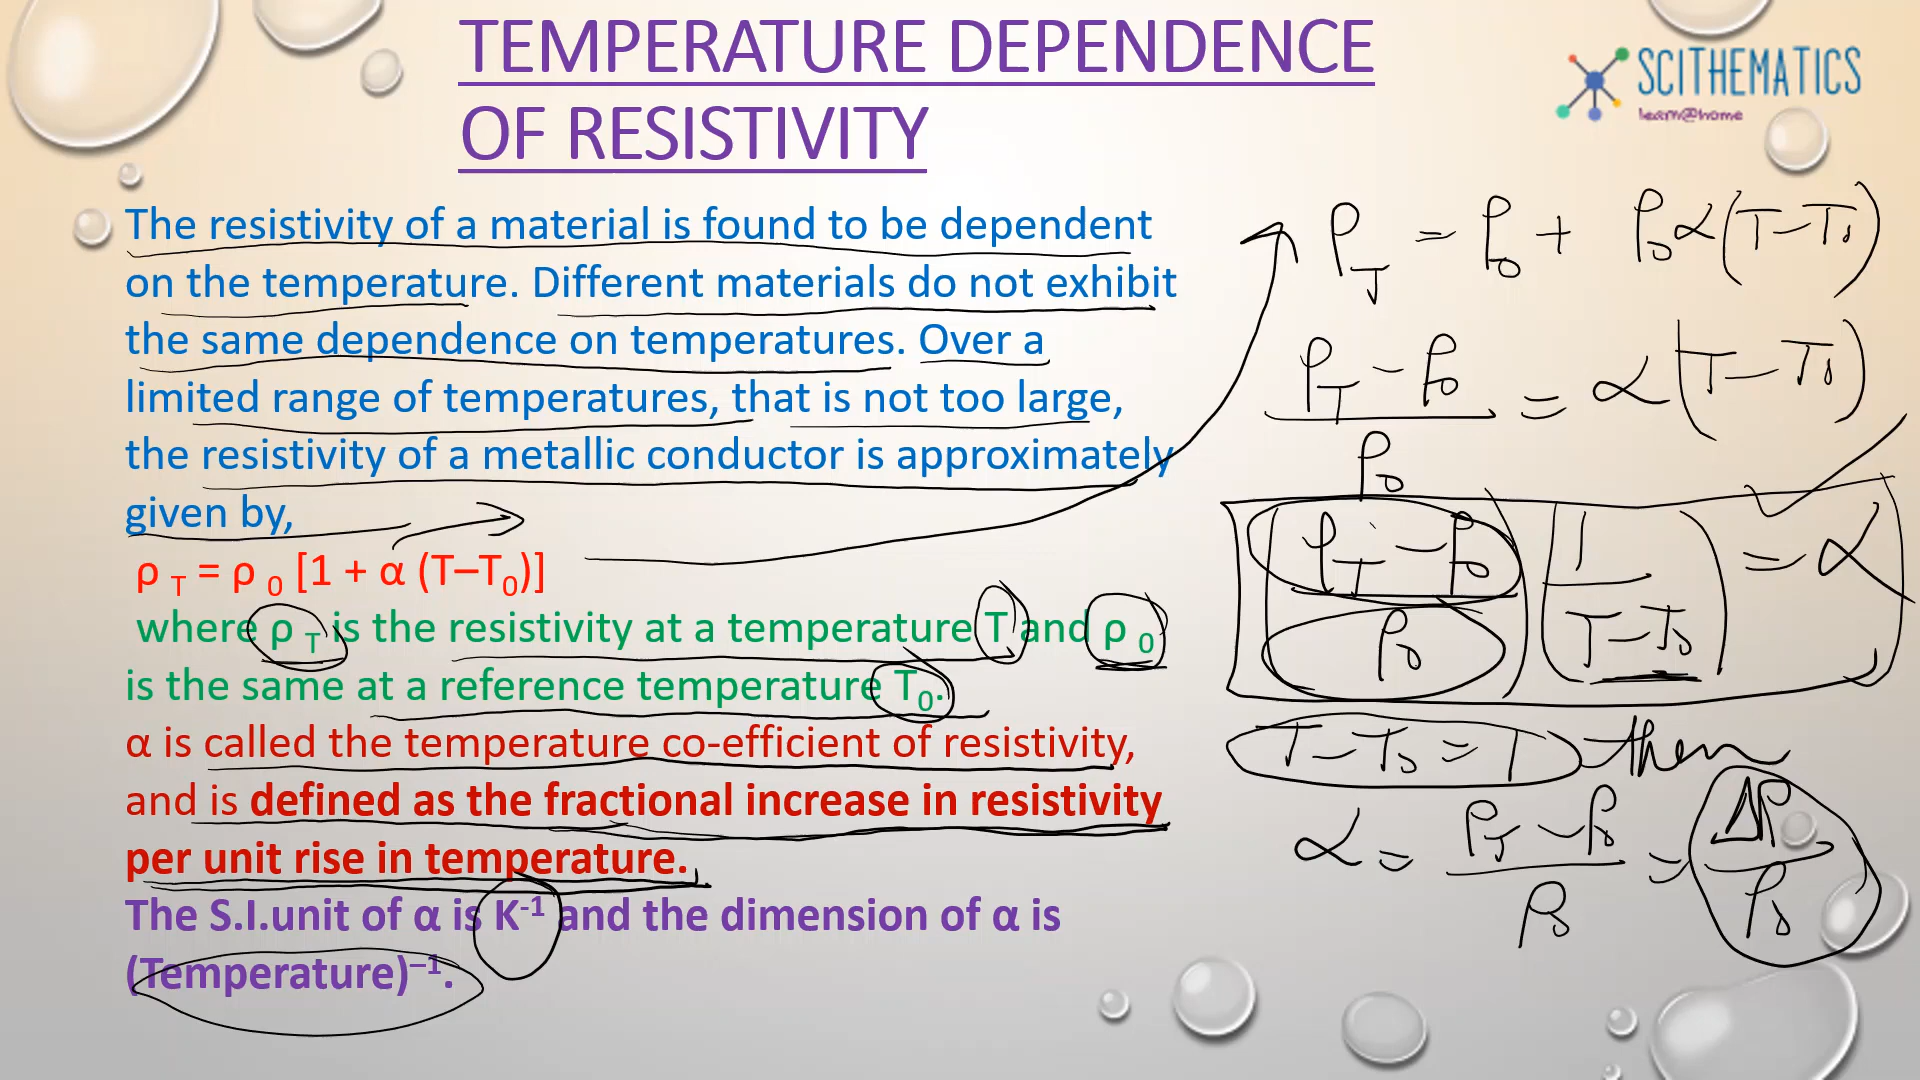 TEMPERATURE DEPENDENCE
OF RESISTIVITY
SCITHEMATICS
learn@home
The resistivity of a material is found to be dependent
on the temperature. Different materials do not exhibit
the same dependence on temperatures. Over a
limited range of temperatures, that is not too large,
the resistivity of a metallic conductor is approximately
given by,
ρ T = ρ 0 [1 + α (T–T0)]
where ρ T is the resistivity at a temperature T and ρ 0
is the same at a reference temperature T0.
α is called the temperature co-efficient of resistivity,
and is defined as the fractional increase in resistivity
per unit rise in temperature.
The S.I.unit of α is K⁻¹ and the dimension of α is
(Temperature)⁻¹.
ρT = ρ0 + ρ0 α (T – T0)
ρT – ρ0 = α (T – T0)
ρ0
ρT – ρ0 1 = α
ρ0 T – T0
T – T0 = 1 then
α = ρT – ρ0 = Δρ
ρ0 ρ0